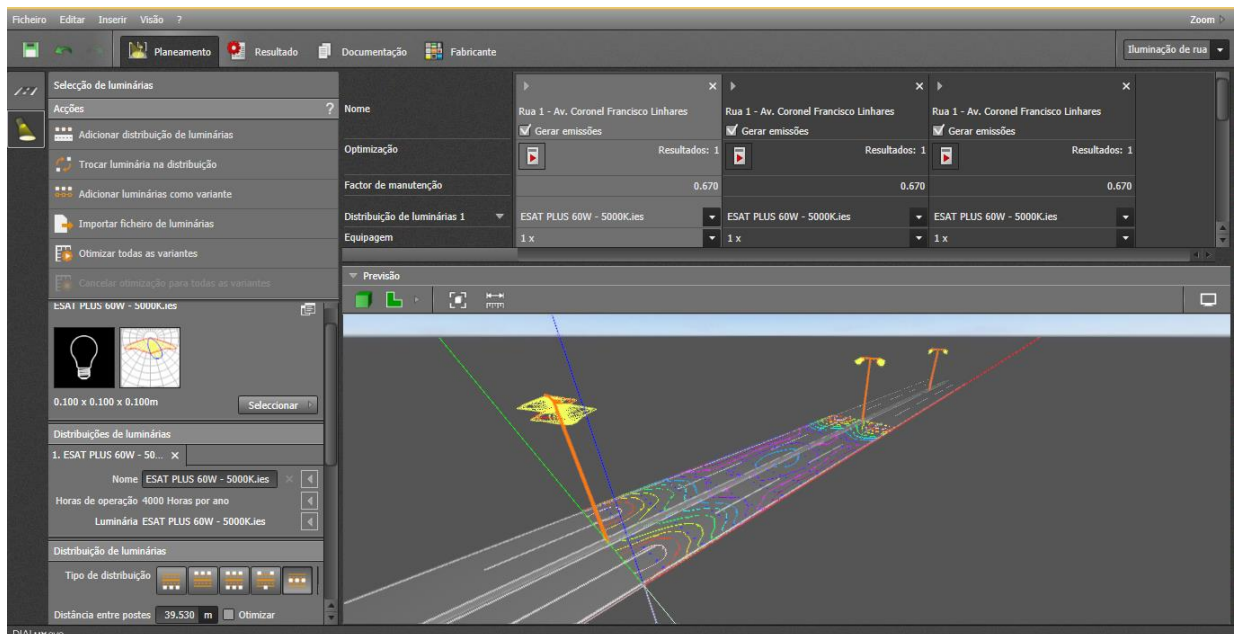 Ficheiro Editar Inserir Visão ? Zoom
Planeamento Resultado Documentação Fabricante Iluminação de rua
Selecção de luminárias
Acções ?
Adicionar distribuição de luminárias
Trocar luminária na distribuição
Adicionar luminárias como variante
Importar ficheiro de luminárias
Otimizar todas as variantes
Cancelar otimização para todas as variantes
ESAT PLUS 60W - 5000K.ies
0.100 x 0.100 x 0.100m Seleccionar
Distribuições de luminárias
1. ESAT PLUS 60W - 50... X
Nome ESAT PLUS 60W - 5000K.ies
Horas de operação 4000 Horas por ano
Luminária ESAT PLUS 60W - 5000K.ies
Distribuição de luminárias
Tipo de distribuição
Distância entre postes 39.530 m Otimizar
Nome Rua 1 - Av. Coronel Francisco Linhares Rua 1 - Av. Coronel Francisco Linhares Rua 1 - Av. Coronel Francisco Linhares
Gerar emissões Gerar emissões Gerar emissões
Optimização Resultados: 1 Resultados: 1 Resultados: 1
Factor de manutenção 0.670 0.670 0.670
Distribuição de luminárias 1 ESAT PLUS 60W - 5000K.ies ESAT PLUS 60W - 5000K.ies ESAT PLUS 60W - 5000K.ies
Equipagem 1 x 1 x 1 x
Previsão